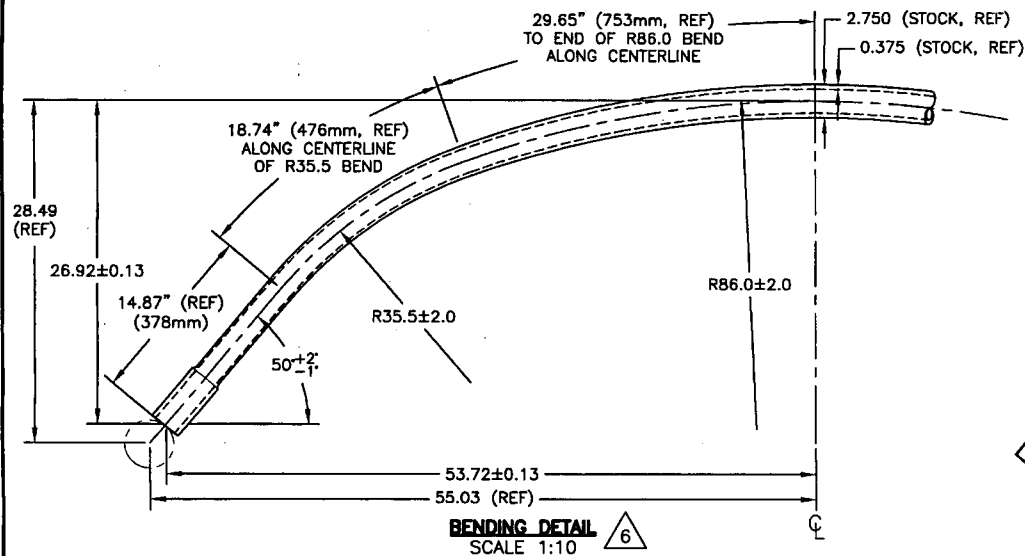 29.65" (753mm, REF)
TO END OF R86.0 BEND
ALONG CENTERLINE
2.750 (STOCK, REF)
0.375 (STOCK, REF)
18.74" (476mm, REF)
ALONG CENTERLINE
OF R35.5 BEND
28.49
(REF)
26.92±0.13
14.87" (REF)
(378mm)
R35.5±2.0
R86.0±2.0
50°+2°
-1°
53.72±0.13
55.03 (REF)
BENDING DETAIL 6
SCALE 1:10
℄